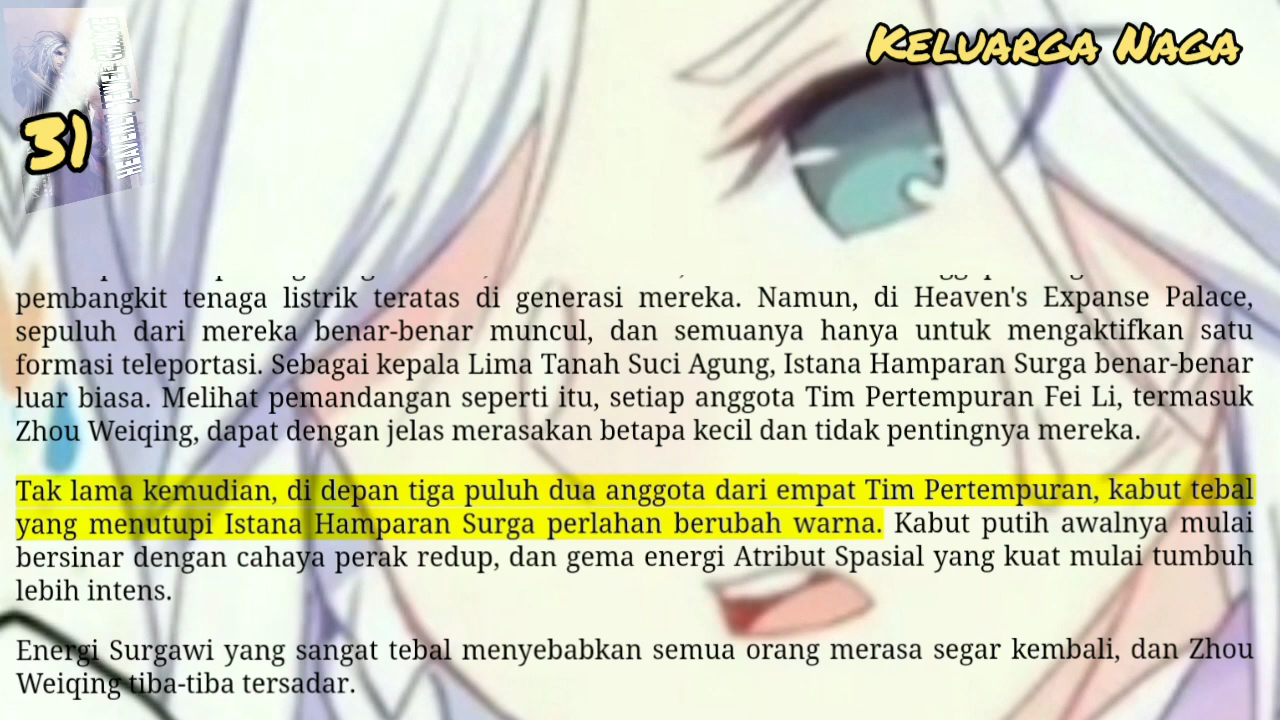 Keluarga Naga
31
HEAVENLY JEWEL CHANGE
pembangkit tenaga listrik teratas di generasi mereka. Namun, di Heaven's Expanse Palace,
sepuluh dari mereka benar-benar muncul, dan semuanya hanya untuk mengaktifkan satu
formasi teleportasi. Sebagai kepala Lima Tanah Suci Agung, Istana Hamparan Surga benar-benar
luar biasa. Melihat pemandangan seperti itu, setiap anggota Tim Pertempuran Fei Li, termasuk
Zhou Weiqing, dapat dengan jelas merasakan betapa kecil dan tidak pentingnya mereka.
Tak lama kemudian, di depan tiga puluh dua anggota dari empat Tim Pertempuran, kabut tebal
yang menutupi Istana Hamparan Surga perlahan berubah warna. Kabut putih awalnya mulai
bersinar dengan cahaya perak redup, dan gema energi Atribut Spasial yang kuat mulai tumbuh
lebih intens.
Energi Surgawi yang sangat tebal menyebabkan semua orang merasa segar kembali, dan Zhou
Weiqing tiba-tiba tersadar.